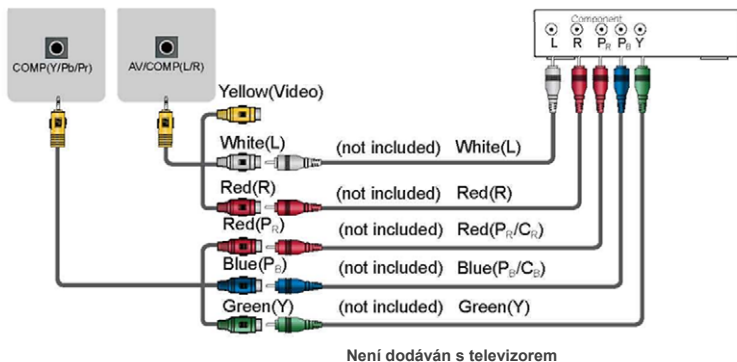 Component
L R PR PB Y
COMP(Y/Pb/Pr)
AV/COMP(L/R)
Yellow(Video)
White(L) (not included) White(L)
Red(R) (not included) Red(R)
Red(PR) (not included) Red(PR/CR)
Blue(PB) (not included) Blue(PB/CB)
Green(Y) (not included) Green(Y)
Není dodáván s televizorem